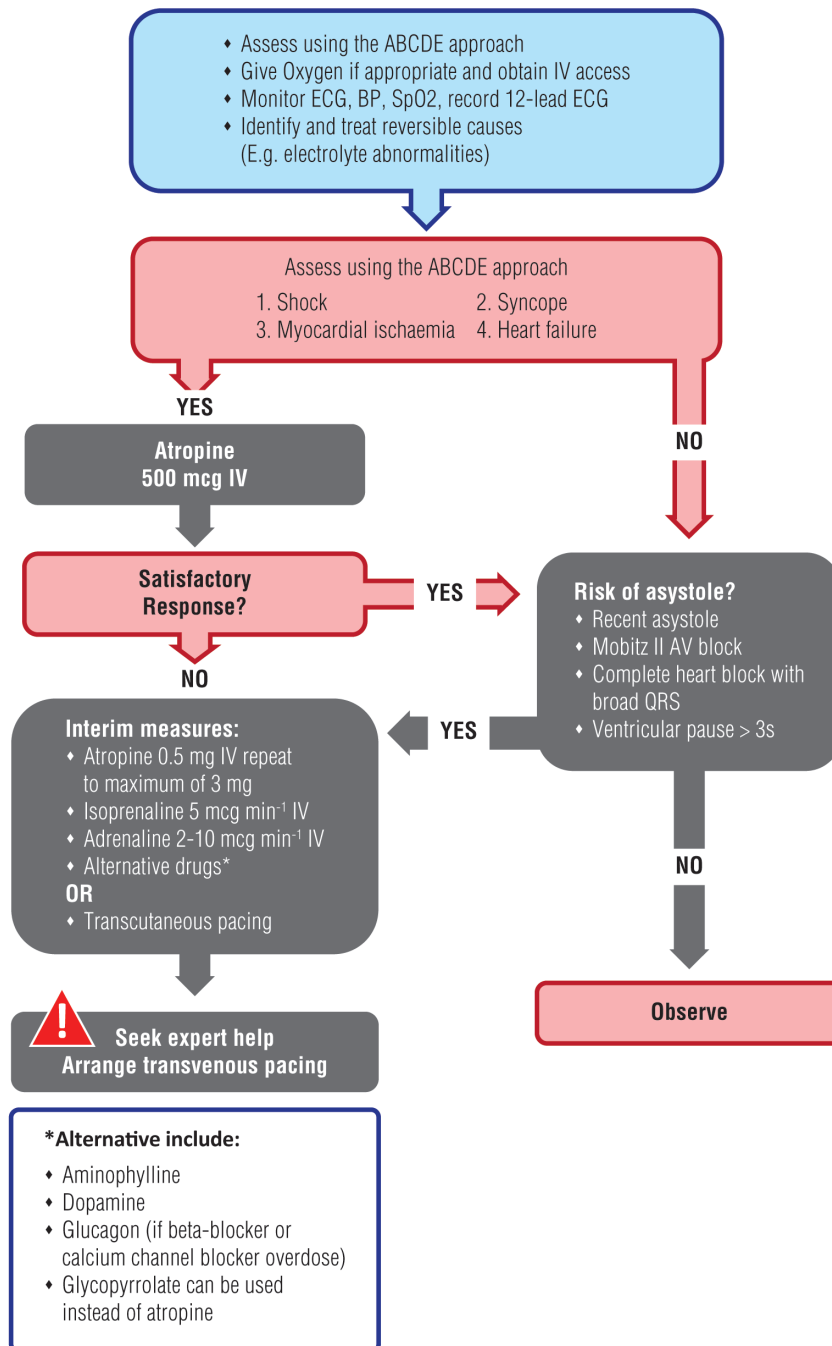 ⬩ Assess using the ABCDE approach
⬩ Give Oxygen if appropriate and obtain IV access
⬩ Monitor ECG, BP, SpO2, record 12-lead ECG
⬩ Identify and treat reversible causes
(E.g. electrolyte abnormalities)
Assess using the ABCDE approach
1. Shock 2. Syncope
3. Myocardial ischaemia 4. Heart failure
YES
NO
Atropine
500 mcg IV
Satisfactory
Response?
YES
NO
Risk of asystole?
⬩ Recent asystole
⬩ Mobitz II AV block
⬩ Complete heart block with
broad QRS
⬩ Ventricular pause > 3s
YES
NO
Interim measures:
⬩ Atropine 0.5 mg IV repeat
to maximum of 3 mg
⬩ Isoprenaline 5 mcg min⁻¹ IV
⬩ Adrenaline 2-10 mcg min⁻¹ IV
⬩ Alternative drugs*
OR
⬩ Transcutaneous pacing
Observe
!
Seek expert help
Arrange transvenous pacing
*Alternative include:
⬩ Aminophylline
⬩ Dopamine
⬩ Glucagon (if beta-blocker or
calcium channel blocker overdose)
⬩ Glycopyrrolate can be used
instead of atropine